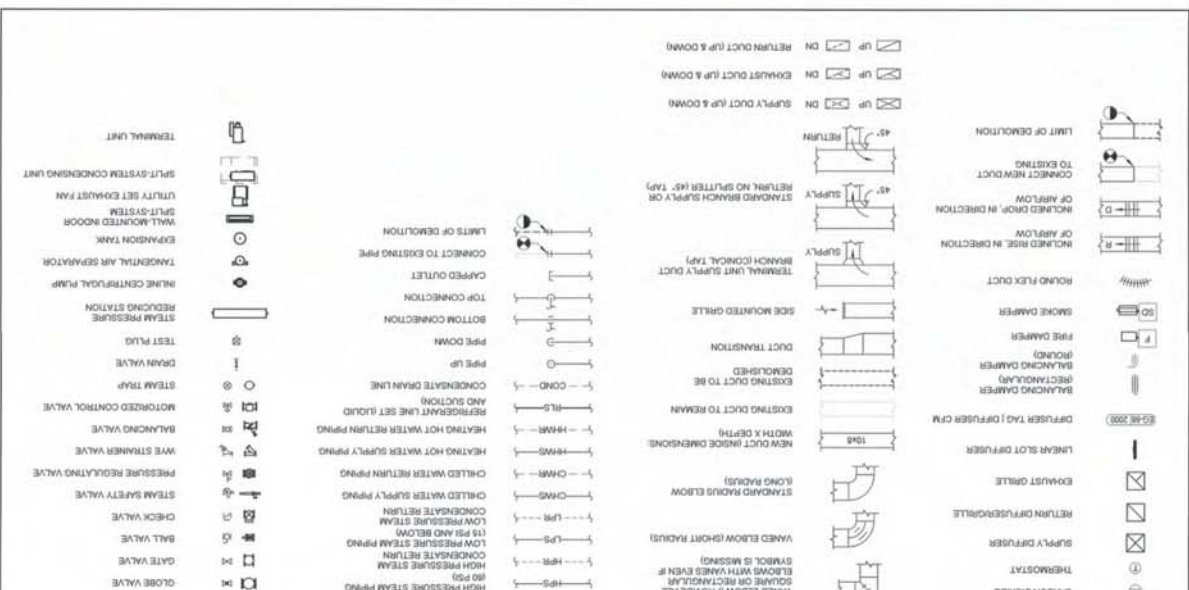 THERMOSTAT
SUPPLY DIFFUSER
RETURN DIFFUSER/GRILLE
EXHAUST GRILLE
LINEAR SLOT DIFFUSER
EG-66| 2000
DIFFUSER TAG | DIFFUSER CFM
BALANCING DAMPER
(RECTANGULAR)
BALANCING DAMPER
(ROUND)
F
FIRE DAMPER
SD
SMOKE DAMPER
ROUND FLEX DUCT
R
INCLINED RISE, IN DIRECTION
OF AIRFLOW
D
INCLINED DROP, IN DIRECTION
OF AIRFLOW
CONNECT NEW DUCT
TO EXISTING
LIMIT OF DEMOLITION
SQUARE OR RECTANGULAR
ELBOWS WITH VANES EVEN IF
SYMBOL IS MISSING)
VANED ELBOW (SHORT RADIUS)
STANDARD RADIUS ELBOW
(LONG RADIUS)
10x8
NEW DUCT (INSIDE DIMENSIONS:
WIDTH X DEPTH)
EXISTING DUCT TO REMAIN
EXISTING DUCT TO BE
DEMOLISHED
DUCT TRANSITION
SIDE MOUNTED GRILLE
SUPPLY
TERMINAL UNIT SUPPLY DUCT
BRANCH (CONICAL TAP)
45°
SUPPLY
STANDARD BRANCH SUPPLY OR
RETURN, NO SPLITTER (45° TAP)
45°
RETURN
UP
DN
SUPPLY DUCT (UP & DOWN)
UP
DN
EXHAUST DUCT (UP & DOWN)
UP
DN
RETURN DUCT (UP & DOWN)
HPS
HIGH PRESSURE STEAM PIPING
(60 PSI)
HPR
HIGH PRESSURE STEAM
CONDENSATE RETURN
LPS
LOW PRESSURE STEAM PIPING
(15 PSI AND BELOW)
LPR
LOW PRESSURE STEAM
CONDENSATE RETURN
CHWS
CHILLED WATER SUPPLY PIPING
CHWR
CHILLED WATER RETURN PIPING
HHWS
HEATING HOT WATER SUPPLY PIPING
HHWR
HEATING HOT WATER RETURN PIPING
RLS
REFRIGERANT LINE SET (LIQUID
AND SUCTION)
COND
CONDENSATE DRAIN LINE
PIPE UP
PIPE DOWN
BOTTOM CONNECTION
TOP CONNECTION
CAPPED OUTLET
CONNECT TO EXISTING PIPE
LIMITS OF DEMOLITION
GLOBE VALVE
GATE VALVE
BALL VALVE
CHECK VALVE
STEAM SAFETY VALVE
PRESSURE REGULATING VALVE
WYE STRAINER VALVE
BALANCING VALVE
MOTORIZED CONTROL VALVE
STEAM TRAP
DRAIN VALVE
TEST PLUG
STEAM PRESSURE
REDUCING STATION
INLINE CENTRIFUGAL PUMP
TANGENTIAL AIR SEPARATOR
EXPANSION TANK
WALL-MOUNTED INDOOR
SPLIT-SYSTEM
UTILITY SET EXHAUST FAN
SPLIT-SYSTEM CONDENSING UNIT
TERMINAL UNIT